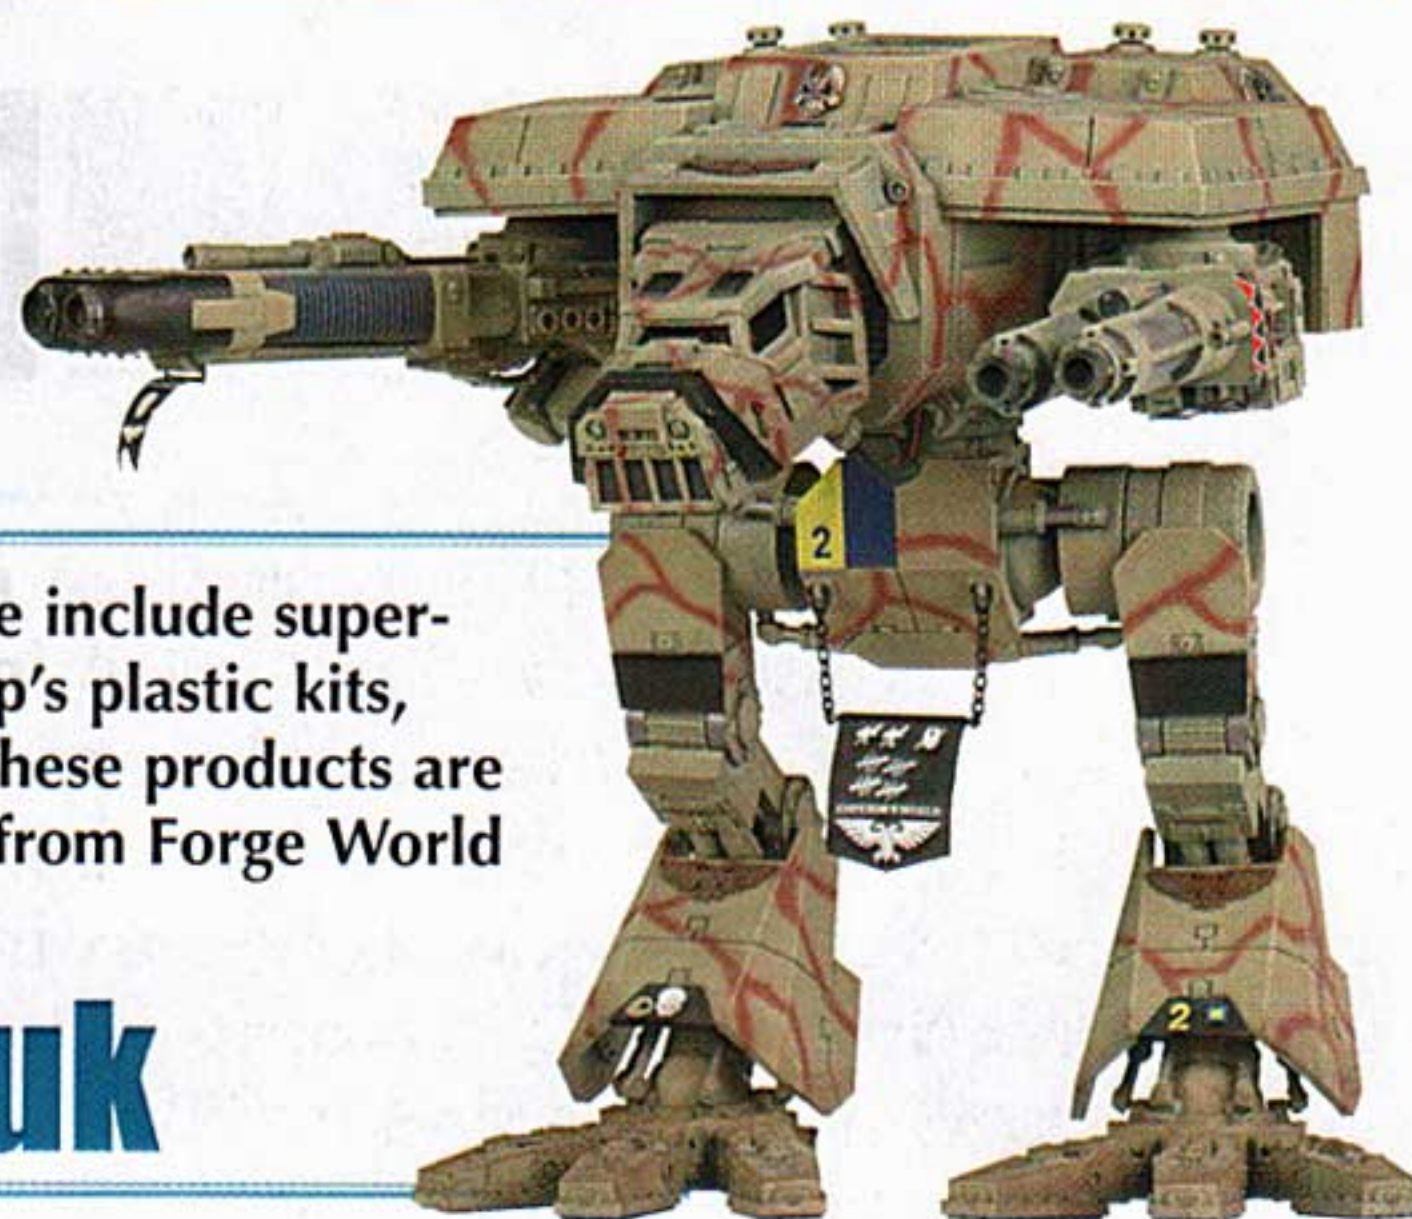 2
e include super-
p's plastic kits,
hese products are
from Forge World
uk
2